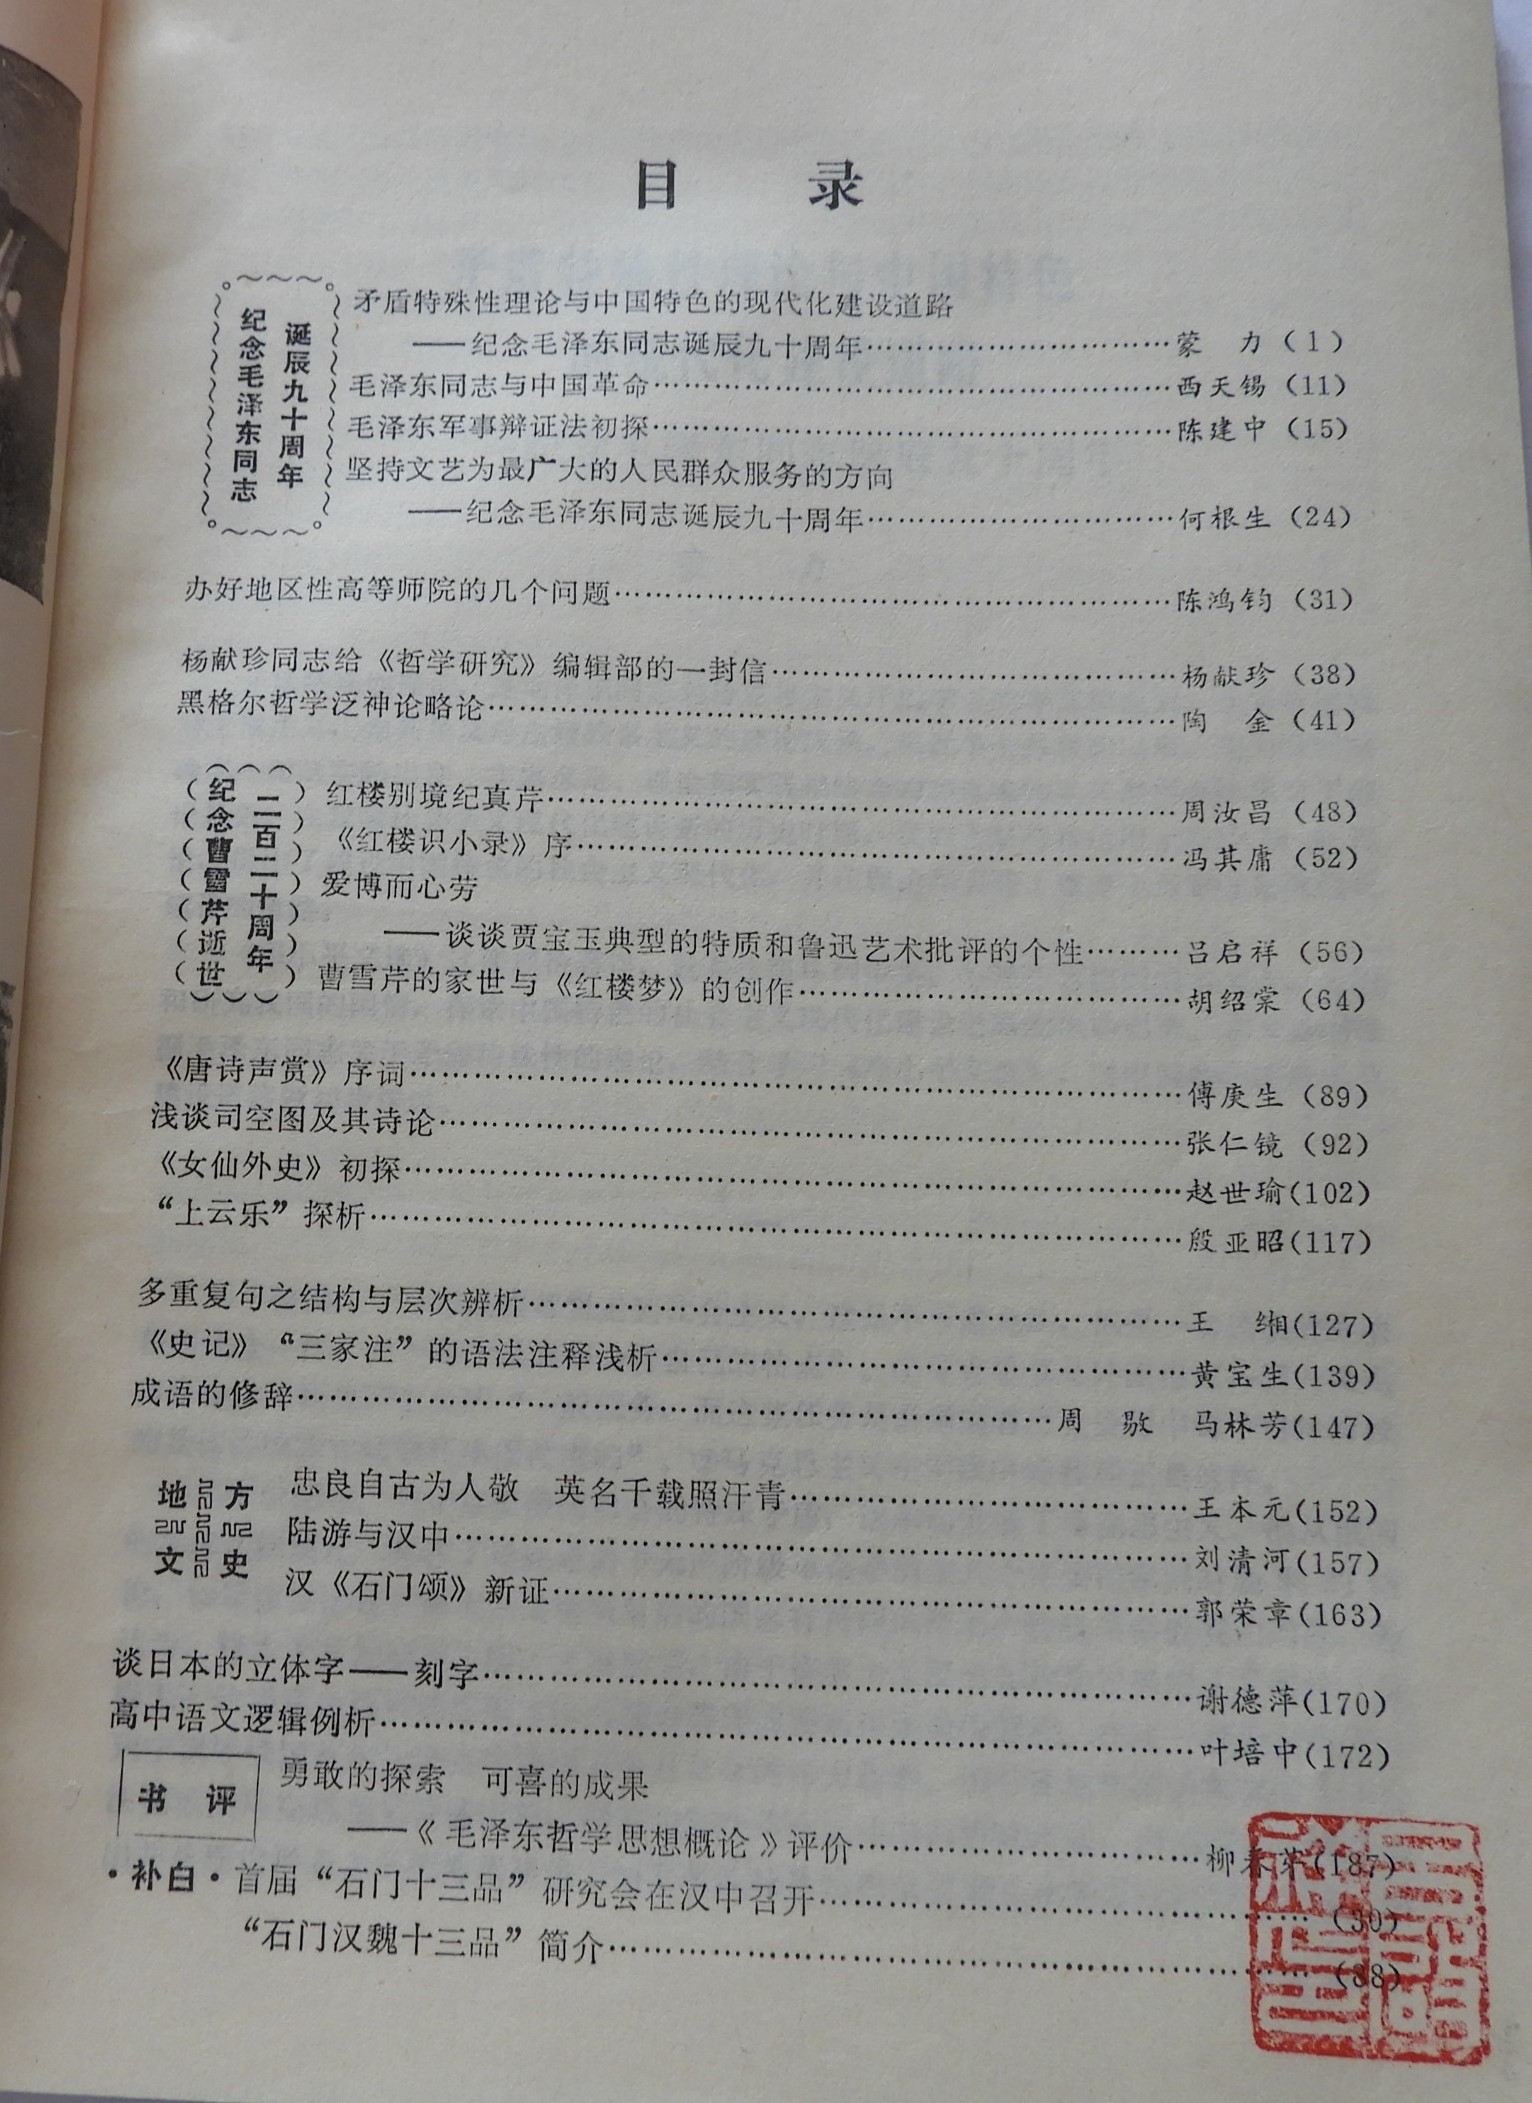 目 录
纪念毛泽东同志
诞辰九十周年
矛盾特殊性理论与中国特色的现代化建设道路
——纪念毛泽东同志诞辰九十周年……………………………蒙 力(1)
毛泽东同志与中国革命……………………………………………西天锡(11)
毛泽东军事辩证法初探……………………………………………陈建中(15)
坚持文艺为最广大的人民群众服务的方向
——纪念毛泽东同志诞辰九十周年……………………………何根生(24)
办好地区性高等师院的几个问题…………………………………………………陈鸿钧(31)
杨献珍同志给《哲学研究》编辑部的一封信……………………………………杨献珍(38)
黑格尔哲学泛神论略论……………………………………………………………陶 金(41)
纪念曹雪芹逝世
二百二十周年
红楼别境纪真芹……………………………………………………………周汝昌(48)
《红楼识小录》序…………………………………………………………冯其庸(52)
爱博而心劳
——谈谈贾宝玉典型的特质和鲁迅艺术批评的个性………吕启祥(56)
曹雪芹的家世与《红楼梦》的创作…………………………………胡绍棠(64)
《唐诗声赏》序词………………………………………………………………………傅庚生(89)
浅谈司空图及其诗论……………………………………………………………………张仁镜(92)
《女仙外史》初探………………………………………………………………………赵世瑜(102)
“上云乐”探析…………………………………………………………………………殷亚昭(117)
多重复句之结构与层次辨析……………………………………………………………王 缃(127)
《史记》“三家注”的语法注释浅析…………………………………………………黄宝生(139)
成语的修辞……………………………………………………………………周 敭 马林芳(147)
地方
文史
忠良自古为人敬 英名千载照汗青……………………………………王本元(152)
陆游与汉中……………………………………………………………………刘清河(157)
汉《石门颂》新证……………………………………………………………郭荣章(163)
谈日本的立体字——刻字………………………………………………………………谢德萍(170)
高中语文逻辑例析………………………………………………………………………叶培中(172)
书 评
勇敢的探索 可喜的成果
——《毛泽东哲学思想概论》评价………………………………柳春(187)
·补白·首届“石门十三品”研究会在汉中召开……………………………………………(30)
“石门汉魏十三品”简介…………………………………………………………………(88)